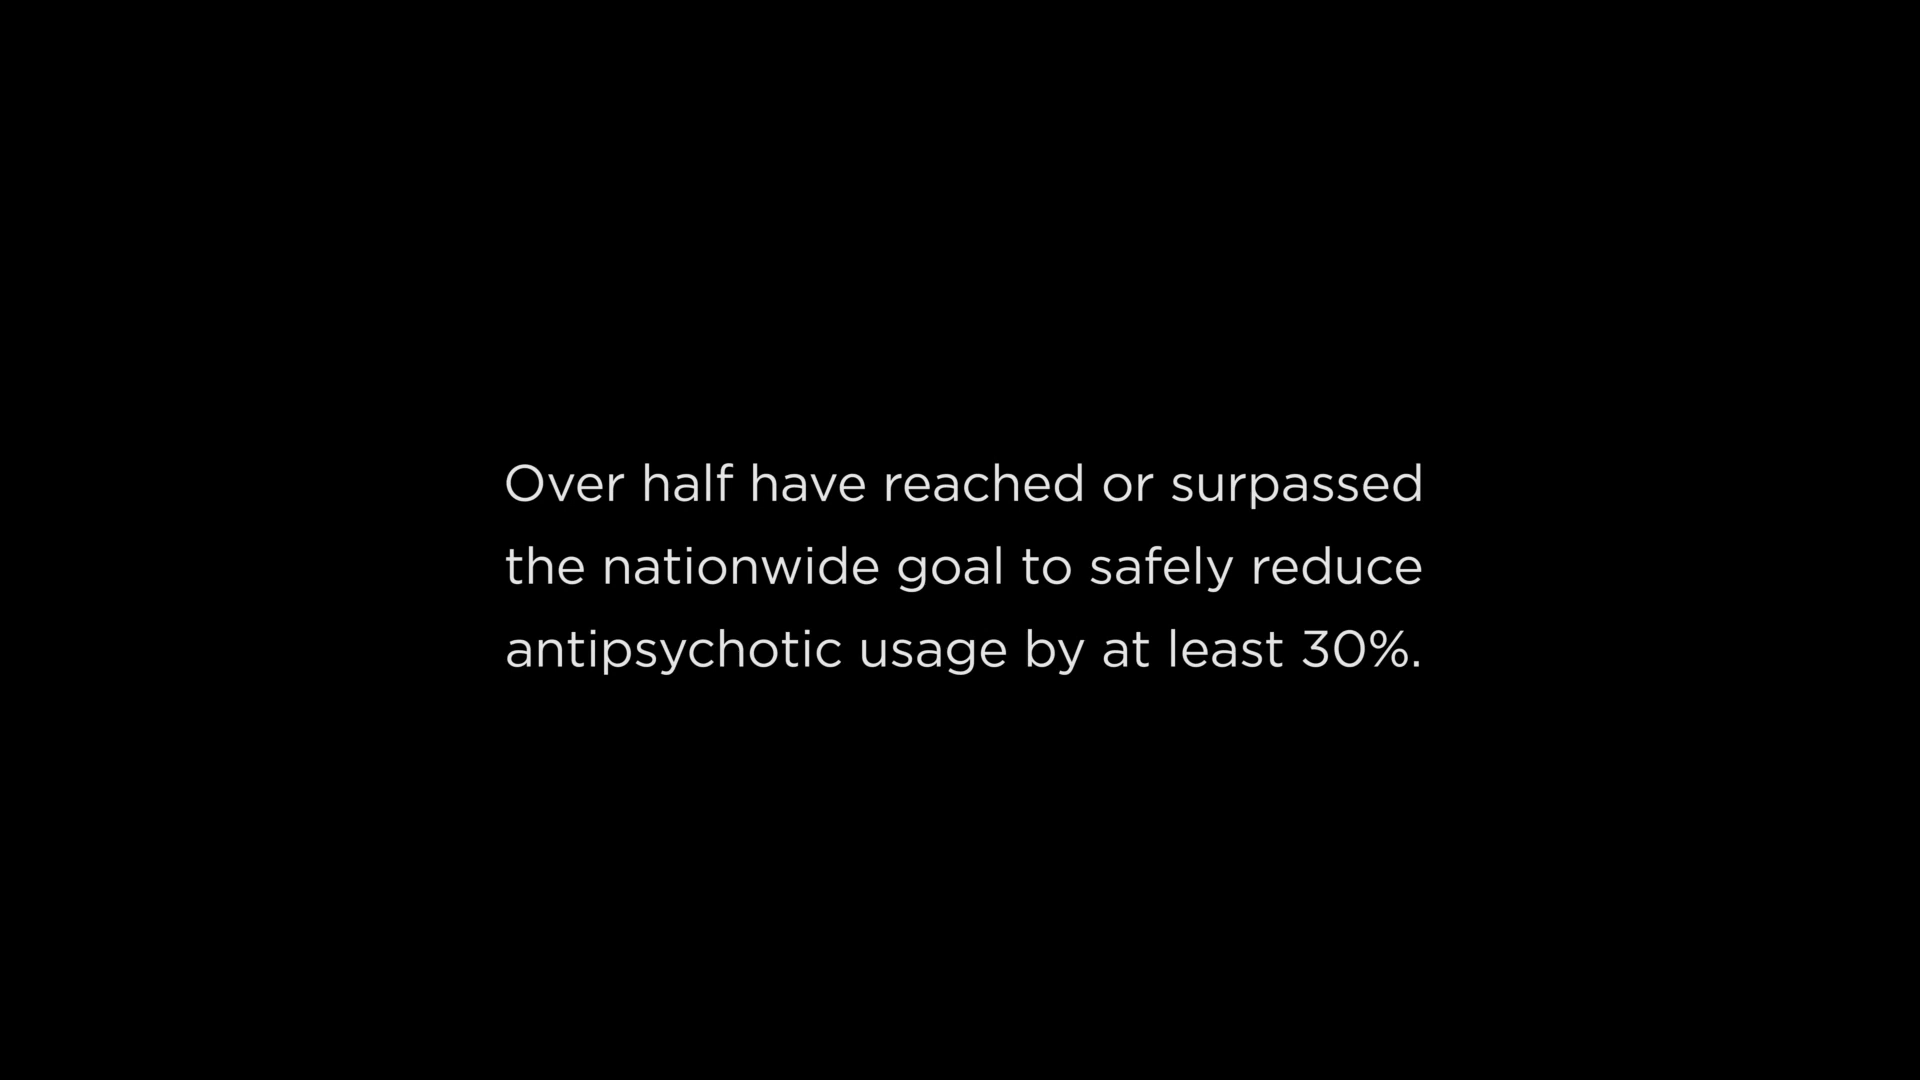 Over half have reached or surpassed
the nationwide goal to safely reduce
antipsychotic usage by at least 30%.